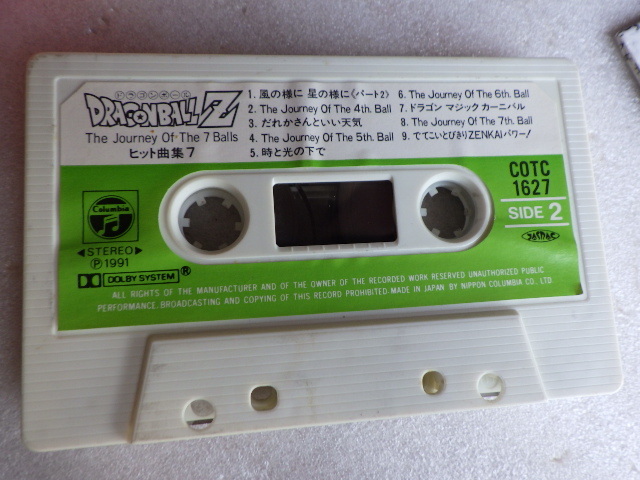 ドラゴンボール
DRAGONBALL Z
The Journey Of The 7 Balls
ヒット曲集7
1. 風の様に 星の様に〈パート2〉
2. The Journey Of The 4th. Ball
3. だれかさんといい天気
4. The Journey Of The 5th. Ball
5. 時と光の下で
6. The Journey Of The 6th. Ball
7. ドラゴン マジック カーニバル
8. The Journey Of The 7th. Ball
9. でてこいとびきりZENKAIパワー!
COTC
1627
SIDE 2
Columbia
◀STEREO▶
Ⓟ1991
DOLBY SYSTEM®
ALL RIGHTS OF THE MANUFACTURER AND OF THE OWNER OF THE RECORDED WORK RESERVED UNAUTHORIZED PUBLIC
PERFORMANCE.BROADCASTING AND COPYING OF THIS RECORD PROHIBITED·MADE IN JAPAN BY NIPPON COLUMBIA CO. LTD.